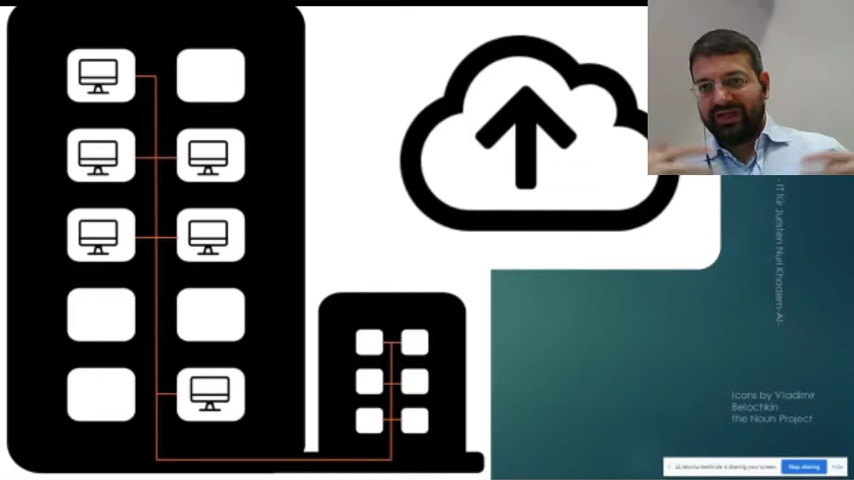 - IT für Juristen Nuri Khadem-Al-
Icons by Vladimir
Belochkin
the Noun Project
is sharing your screen.
Stop sharing
Hide